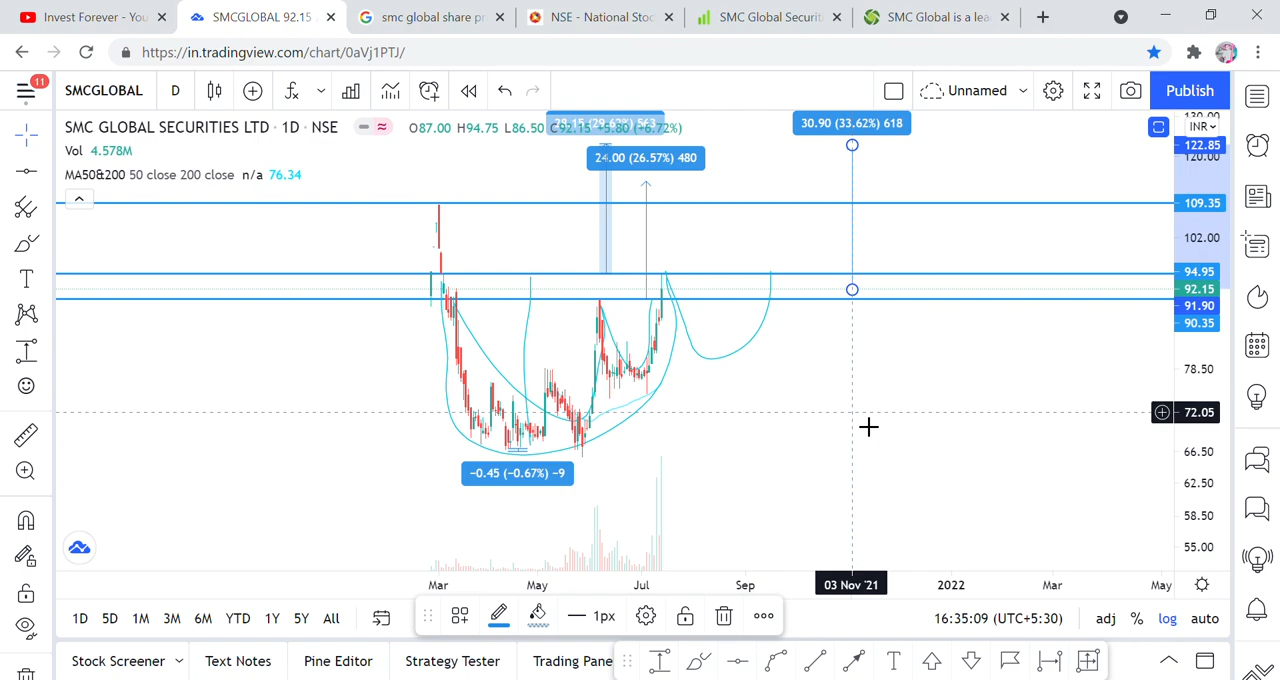 Invest Forever - You
SMCGLOBAL 92.15
smc global share pr
NSE - National Stoc
SMC Global Securiti
SMC Global is a lea
https://in.tradingview.com/chart/0aVj1PTJ/
11
SMCGLOBAL
D
Unnamed
Publish
SMC GLOBAL SECURITIES LTD · 1D · NSE
O87.00 H94.75 L86.50 C92.15 +5.80 (+6.72%)
30.90 (33.62%) 618
INR
Vol 4.578M
24.00 (26.57%) 480
122.85
120.00
MA50&200 50 close 200 close n/a 76.34
109.35
102.00
94.95
92.15
91.90
90.35
78.50
72.05
66.50
−0.45 (−0.67%) −9
62.50
58.50
55.00
Mar
May
Jul
Sep
03 Nov '21
2022
Mar
May
1D
5D
1M
3M
6M
YTD
1Y
5Y
All
1px
16:35:09 (UTC+5:30)
adj
%
log
auto
Stock Screener
Text Notes
Pine Editor
Strategy Tester
Trading Pane